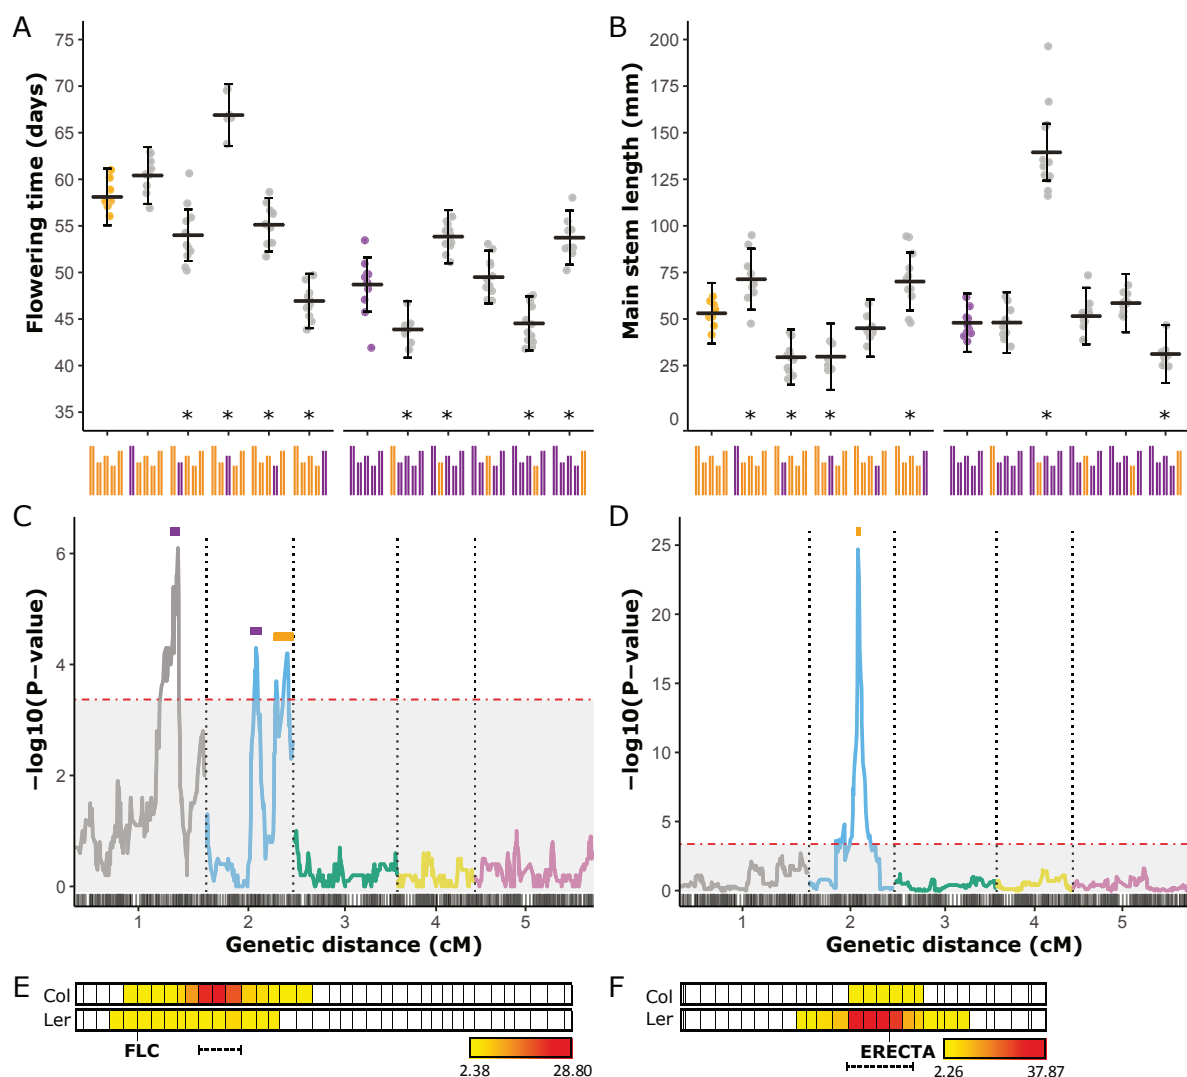 A
Flowering time (days)
75
70
65
60
55
50
45
40
35
* * * * * * * *
B
Main stem length (mm)
200
175
150
125
100
75
50
25
0
* * * * * *
C
−log10(P−value)
6
4
2
0
1 2 3 4 5
Genetic distance (cM)
D
−log10(P−value)
25
20
15
10
5
0
1 2 3 4 5
Genetic distance (cM)
E
Col
Ler
FLC
2.38 28.80
F
Col
Ler
ERECTA
2.26 37.87